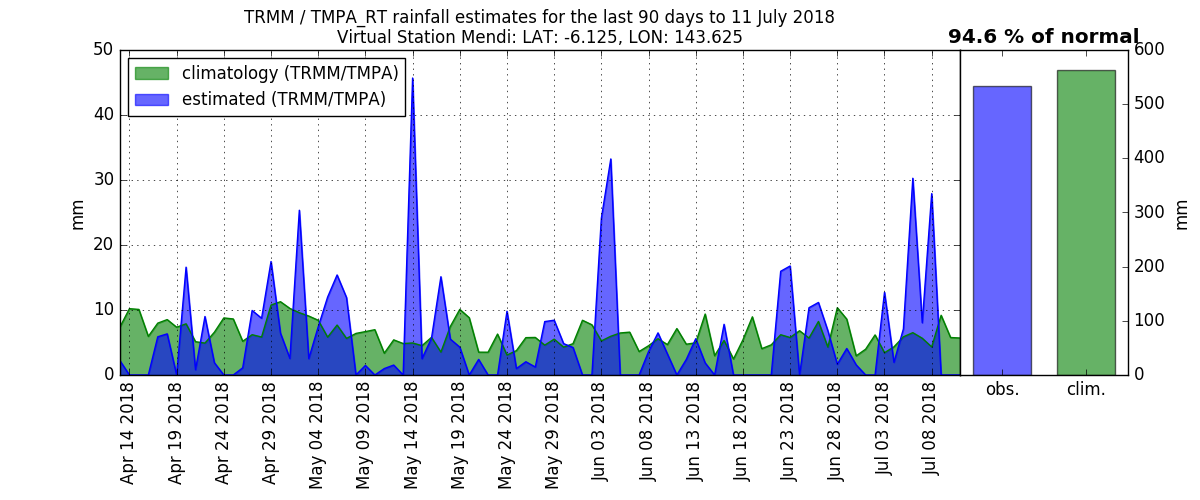 TRMM / TMPA_RT rainfall estimates for the last 90 days to 11 July 2018
Virtual Station Mendi: LAT: -6.125, LON: 143.625
94.6 % of normal
climatology (TRMM/TMPA)
estimated (TRMM/TMPA)
50
40
30
20
10
0
mm
Apr 14 2018
Apr 19 2018
Apr 24 2018
Apr 29 2018
May 04 2018
May 09 2018
May 14 2018
May 19 2018
May 24 2018
May 29 2018
Jun 03 2018
Jun 08 2018
Jun 13 2018
Jun 18 2018
Jun 23 2018
Jun 28 2018
Jul 03 2018
Jul 08 2018
obs.
clim.
600
500
400
300
200
100
0
mm